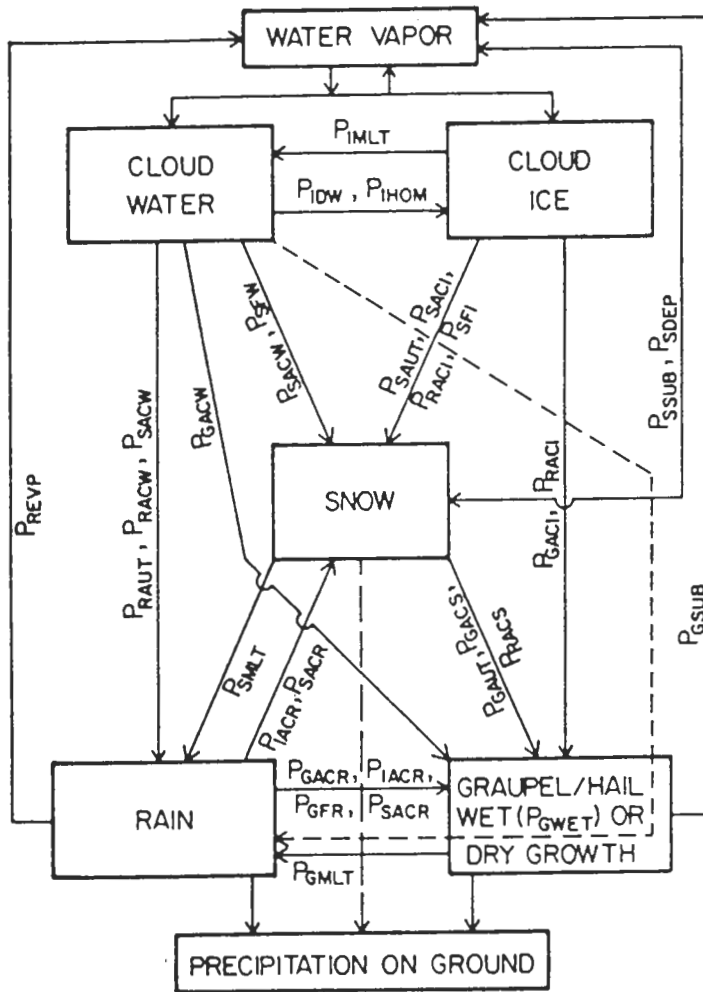 WATER VAPOR
CLOUD
WATER
P_IMLT
P_IDW, P_IHOM
CLOUD
ICE
P_SACW, P_SFW
P_SAUT, P_SACI,
P_RACI, P_SFI
P_SSUB, P_SDEP
P_GACW
P_RAUT, P_RACW, P_SACW
P_REVP
P_GACI, P_RACI
P_GSUB
SNOW
P_SMLT
P_IACR, P_SACR
P_GAUT, P_GACS,
P_RACS
RAIN
P_GACR, P_IACR,
P_GFR, P_SACR
P_GMLT
GRAUPEL/HAIL
WET(P_GWET) OR
DRY GROWTH
PRECIPITATION ON GROUND